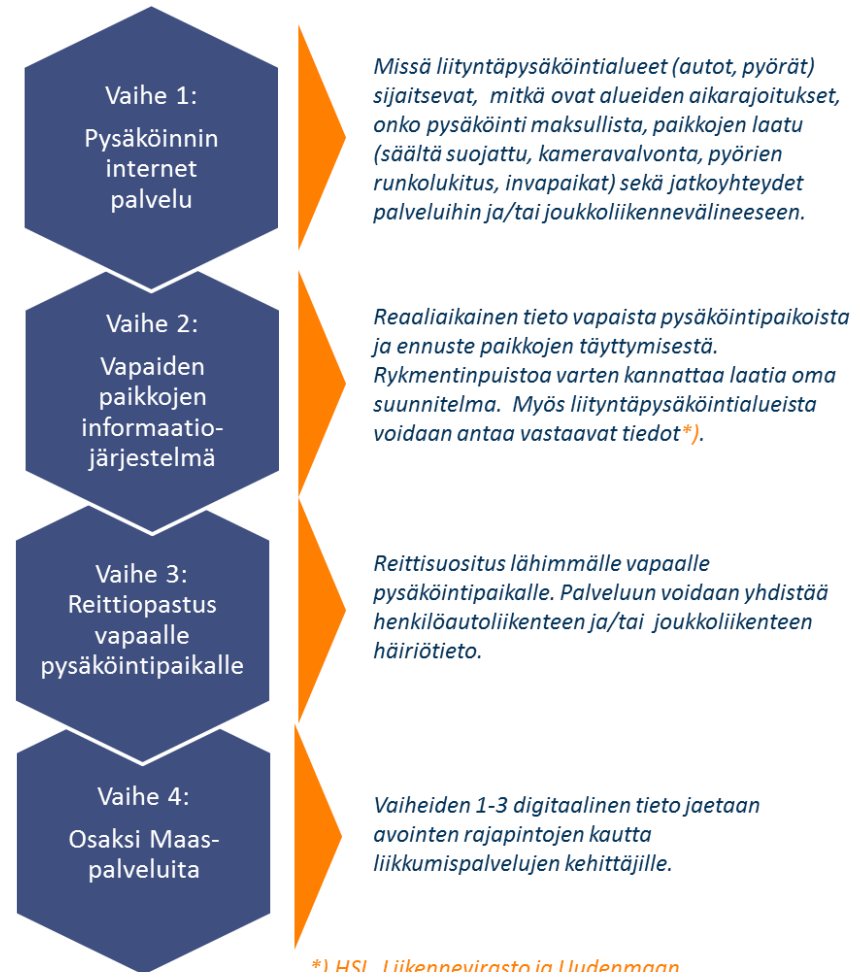 Vaihe 1:
Pysäköinnin
internet
palvelu
Missä liityntäpysäköintialueet (autot, pyörät)
sijaitsevat, mitkä ovat alueiden aikarajoitukset,
onko pysäköinti maksullista, paikkojen laatu
(säältä suojattu, kameravalvonta, pyörien
runkolukitus, invapaikat) sekä jatkoyhteydet
palveluihin ja/tai joukkoliikennevälineeseen.
Vaihe 2:
Vapaiden
paikkojen
informaatio-
järjestelmä
Reaaliaikainen tieto vapaista pysäköintipaikoista
ja ennuste paikkojen täyttymisestä.
Rykmentinpuistoa varten kannattaa laatia oma
suunnitelma. Myös liityntäpysäköintialueista
voidaan antaa vastaavat tiedot*).
Vaihe 3:
Reittiopastus
vapaalle
pysäköintipaikalle
Reittisuositus lähimmälle vapaalle
pysäköintipaikalle. Palveluun voidaan yhdistää
henkilöautoliikenteen ja/tai joukkoliikenteen
häiriötieto.
Vaihe 4:
Osaksi Maas-
palveluita
Vaiheiden 1-3 digitaalinen tieto jaetaan
avointen rajapintojen kautta
liikkumispalvelujen kehittäjille.
*) HSL, Liikennevirasto ja Uudenmaan